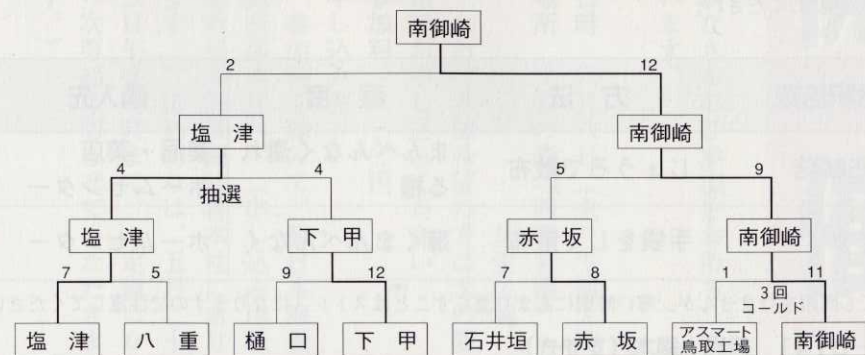 南御崎
2 12
塩 津 南御崎
4 4 5 9
抽選
塩 津 下 甲 赤 坂 南御崎
7 5 9 12 7 8 1 11
3回
コールド
塩 津 八 重 樋 口 下 甲 石井垣 赤 坂 アスマート
鳥取工場 南御崎